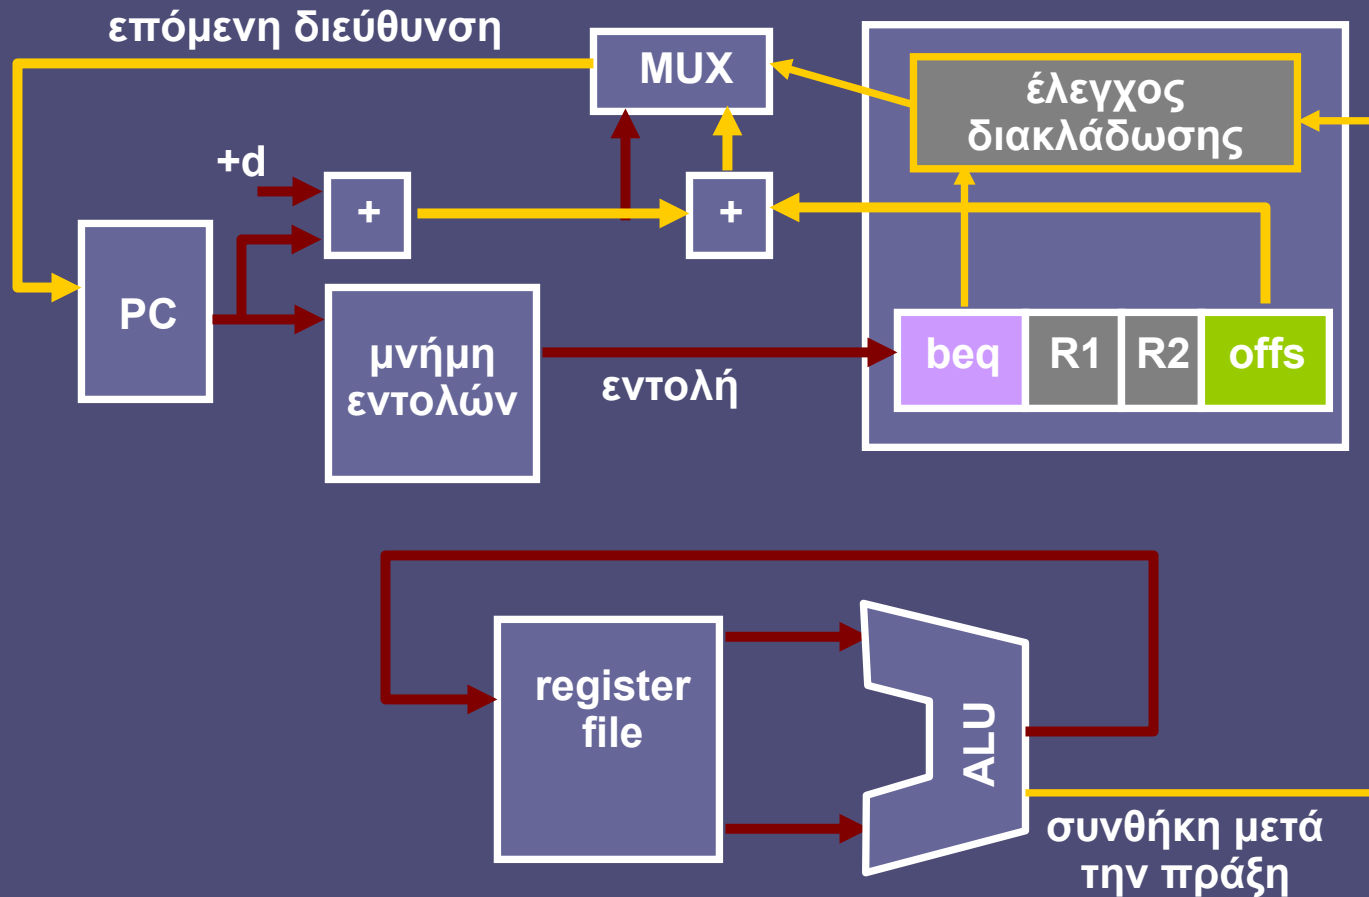 επόμενη διεύθυνση
MUX
έλεγχος
διακλάδωσης
+d
+
+
PC
μνήμη
εντολών
εντολή
beq
R1
R2
offs
register
file
ALU
συνθήκη μετά
την πράξη